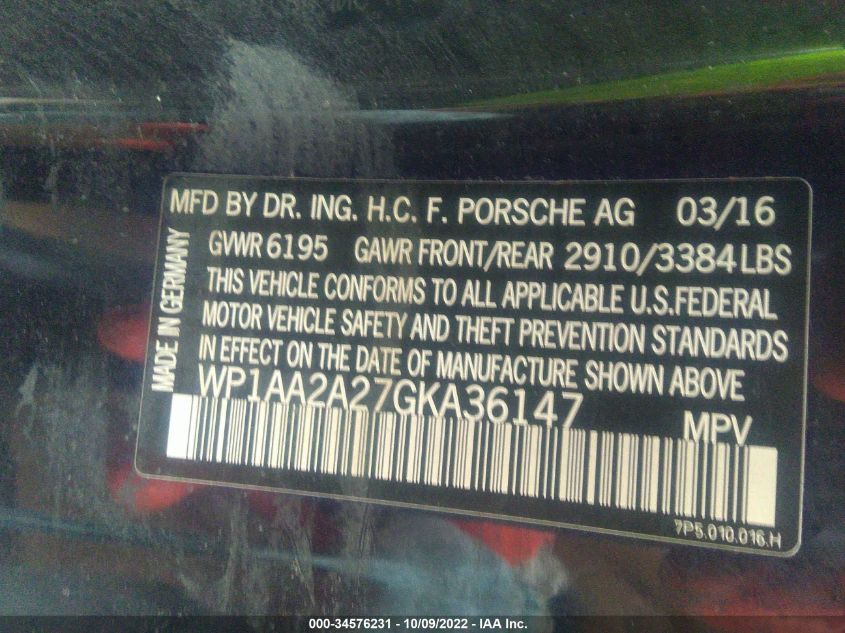 MFD BY DR. ING. H.C. F. PORSCHE AG 03/16
GVWR 6195 GAWR FRONT/REAR 2910/3384 LBS
THIS VEHICLE CONFORMS TO ALL APPLICABLE U.S.FEDERAL
MOTOR VEHICLE SAFETY AND THEFT PREVENTION STANDARDS
IN EFFECT ON THE DATE OF MANUFACTURE SHOWN ABOVE
WP1AA2A27GKA36147 MPV
MADE IN GERMANY
7P5.010.016.H
000-34576231 - 10/09/2022 - IAA Inc.